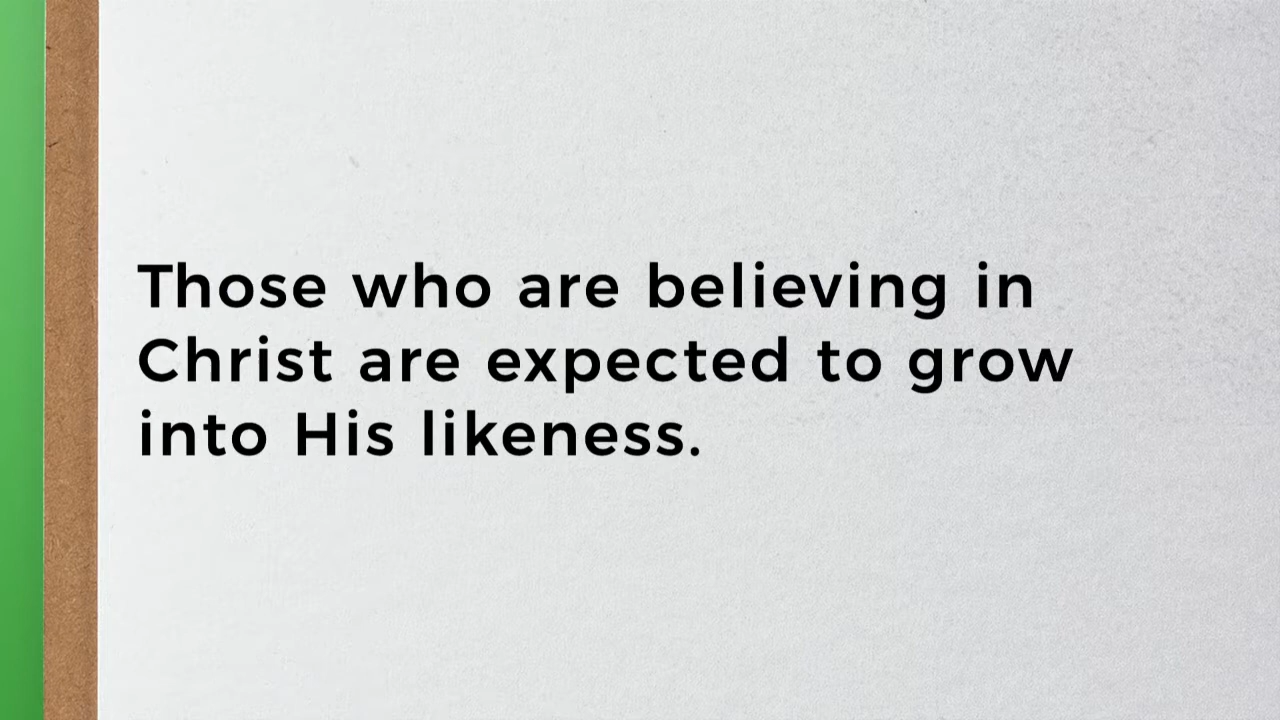 Those who are believing in
Christ are expected to grow
into His likeness.